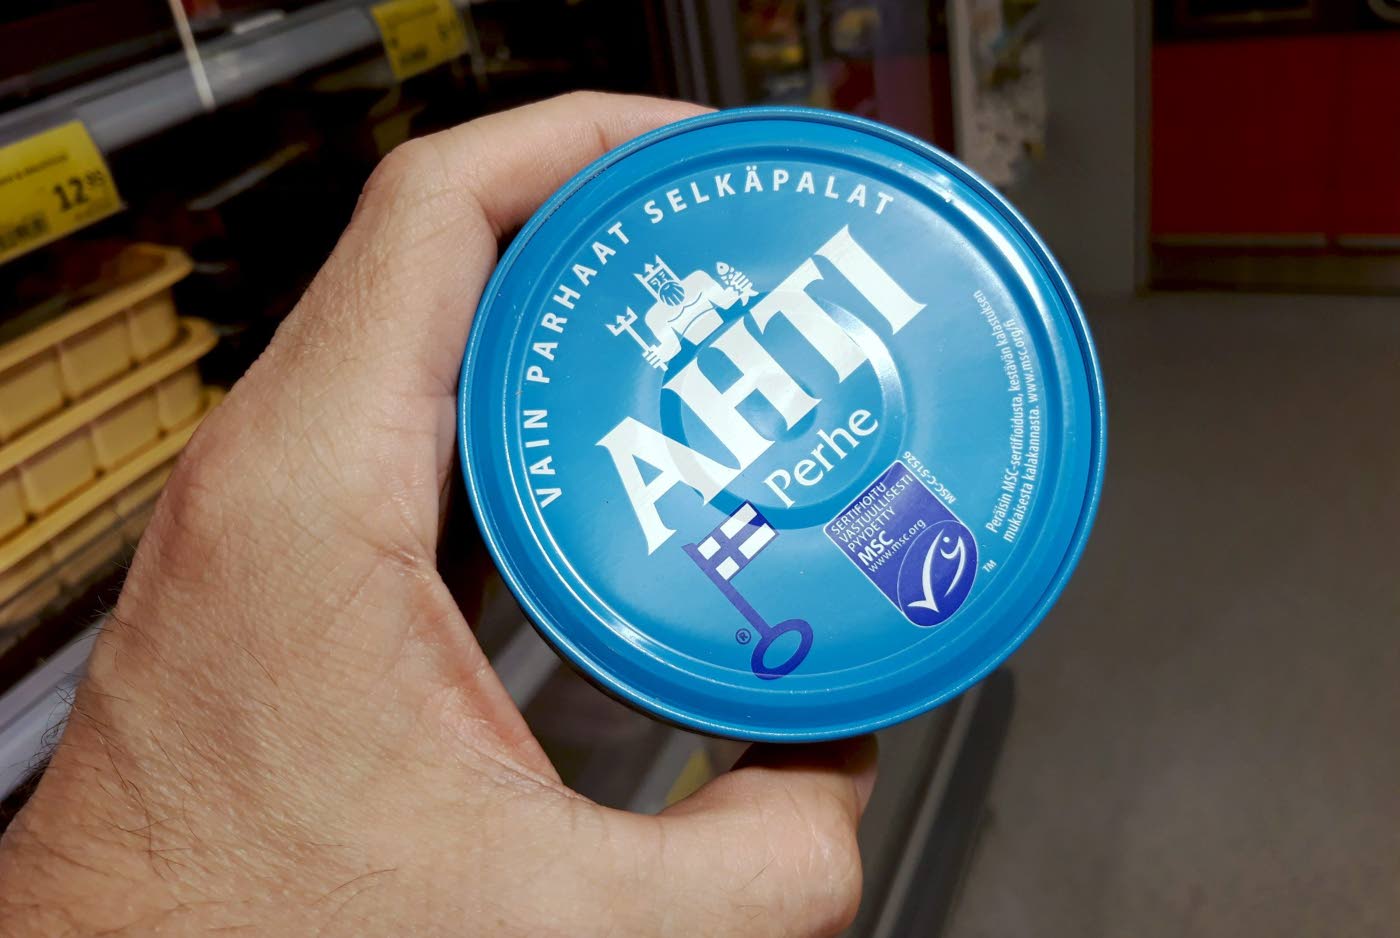 VAIN PARHAAT SELKÄPALAT
AHTI
Perhe
®
SERTIFIOITU
VASTUULLISESTI
PYYDETTY
MSC
www.msc.org
MSC-C-51526
TM
Peräisin MSC-sertifioidusta, kestävän kalastuksen
mukaisesta kalakannasta. www.msc.org/fi
12 95